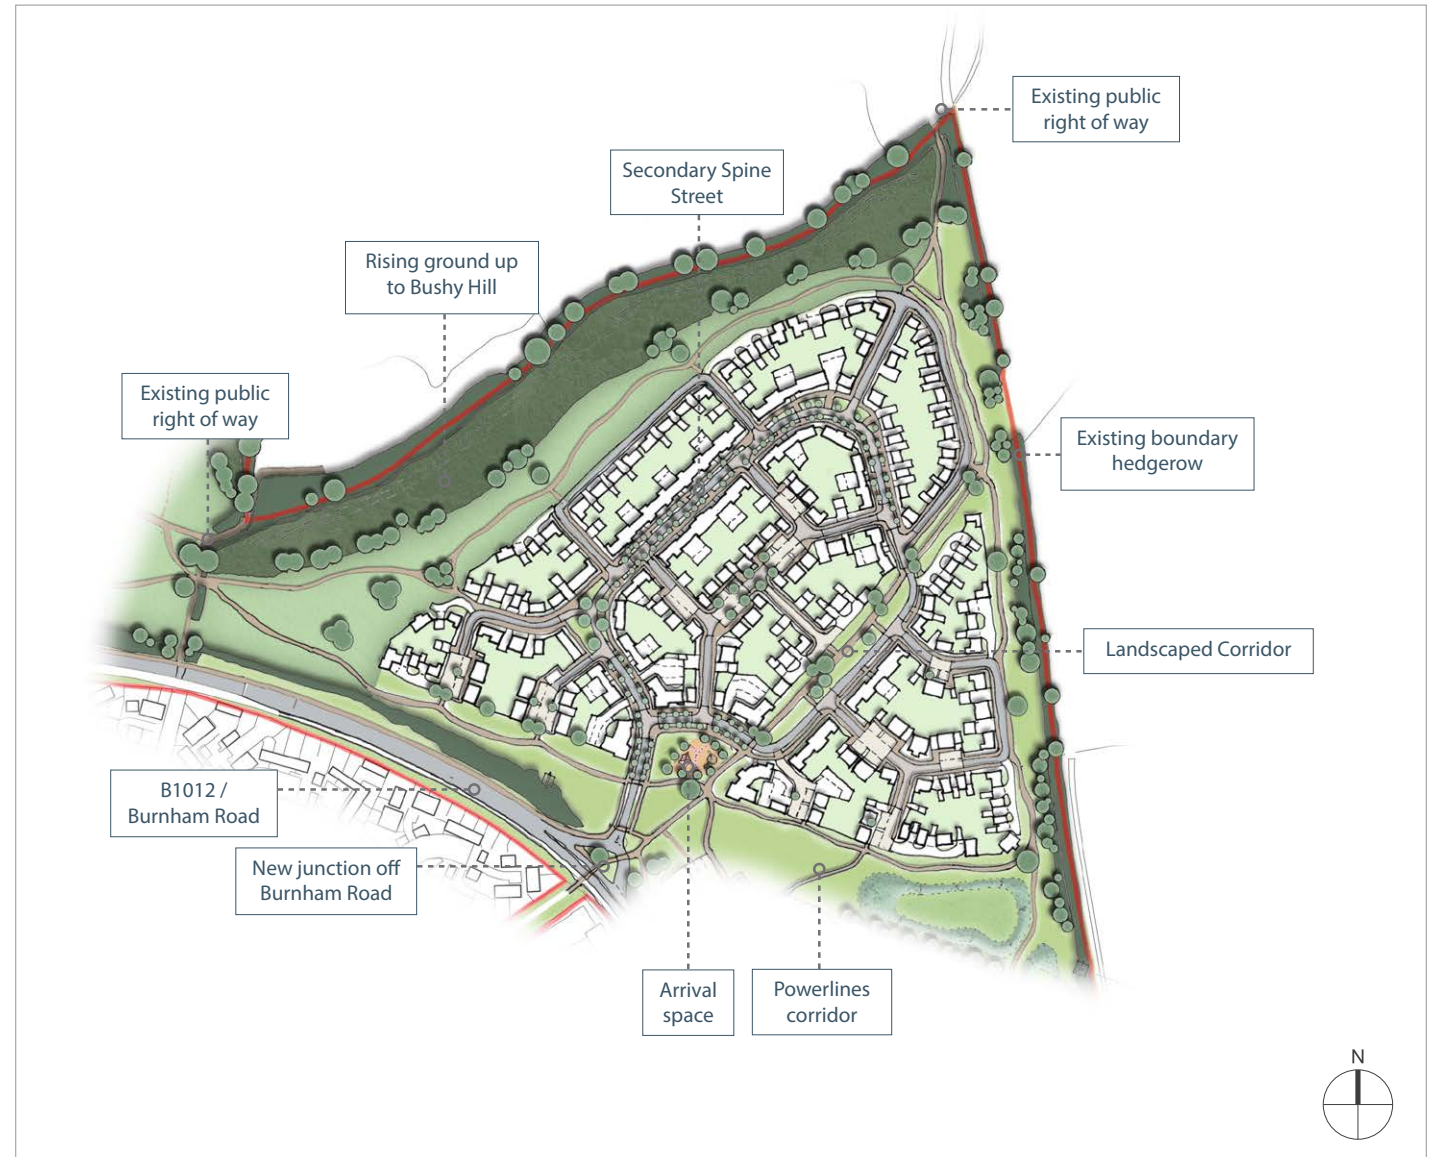 Existing public
right of way
Secondary Spine
Street
Rising ground up
to Bushy Hill
Existing public
right of way
Existing boundary
hedgerow
Landscaped Corridor
B1012 /
Burnham Road
New junction off
Burnham Road
Arrival
space
Powerlines
corridor
N